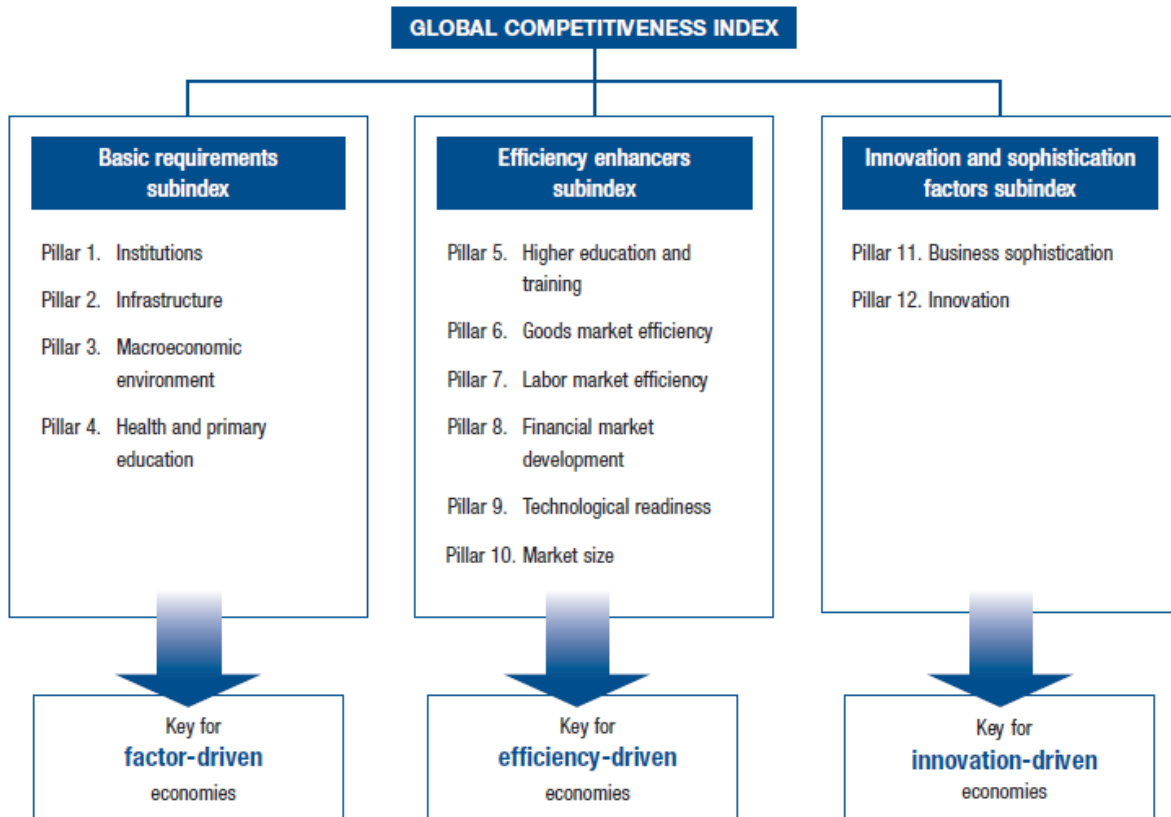 GLOBAL COMPETITIVENESS INDEX
Basic requirements
subindex
Pillar 1. Institutions
Pillar 2. Infrastructure
Pillar 3. Macroeconomic
environment
Pillar 4. Health and primary
education
Key for
factor-driven
economies
Efficiency enhancers
subindex
Pillar 5. Higher education and
training
Pillar 6. Goods market efficiency
Pillar 7. Labor market efficiency
Pillar 8. Financial market
development
Pillar 9. Technological readiness
Pillar 10. Market size
Key for
efficiency-driven
economies
Innovation and sophistication
factors subindex
Pillar 11. Business sophistication
Pillar 12. Innovation
Key for
innovation-driven
economies